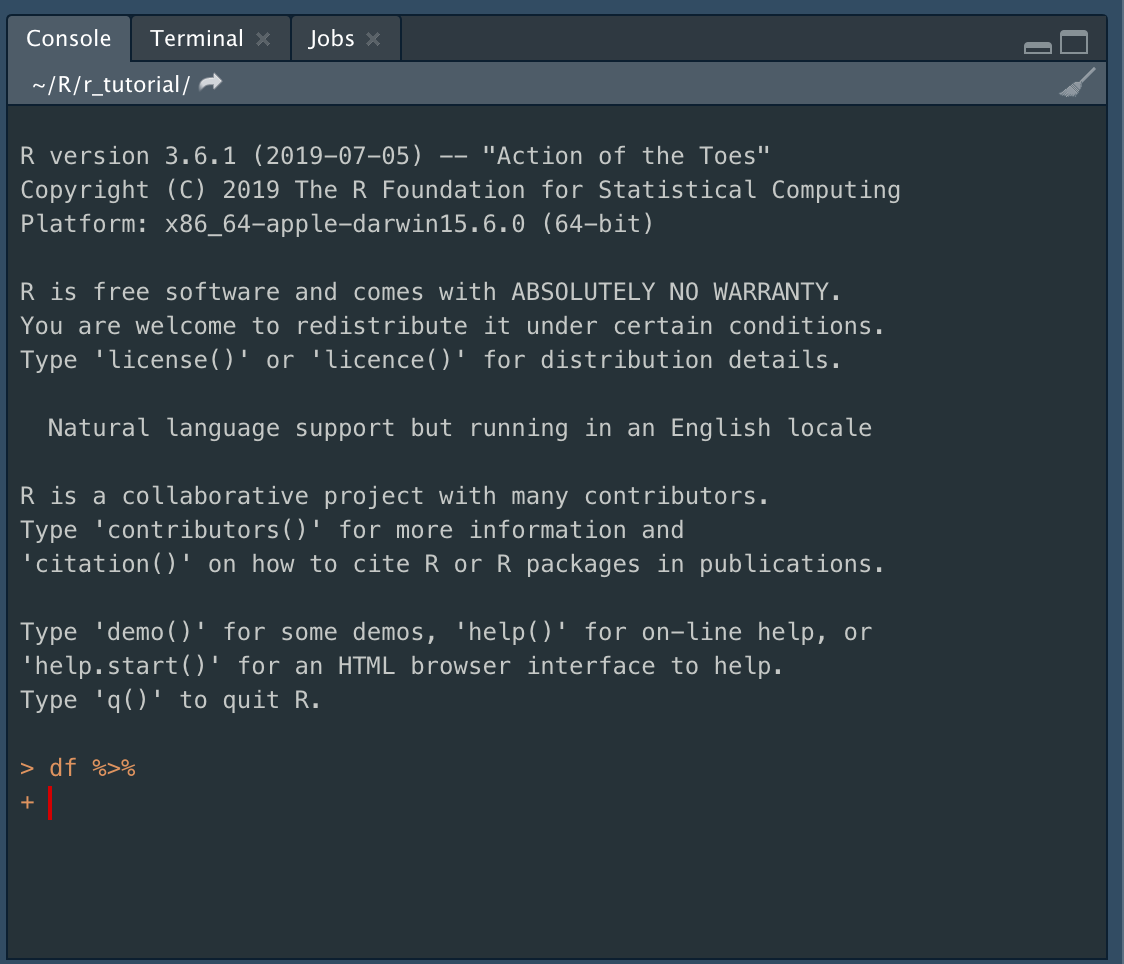 Console Terminal Jobs
~/R/r_tutorial/
R version 3.6.1 (2019-07-05) -- "Action of the Toes"
Copyright (C) 2019 The R Foundation for Statistical Computing
Platform: x86_64-apple-darwin15.6.0 (64-bit)
R is free software and comes with ABSOLUTELY NO WARRANTY.
You are welcome to redistribute it under certain conditions.
Type 'license()' or 'licence()' for distribution details.
Natural language support but running in an English locale
R is a collaborative project with many contributors.
Type 'contributors()' for more information and
'citation()' on how to cite R or R packages in publications.
Type 'demo()' for some demos, 'help()' for on-line help, or
'help.start()' for an HTML browser interface to help.
Type 'q()' to quit R.
> df %>%
+